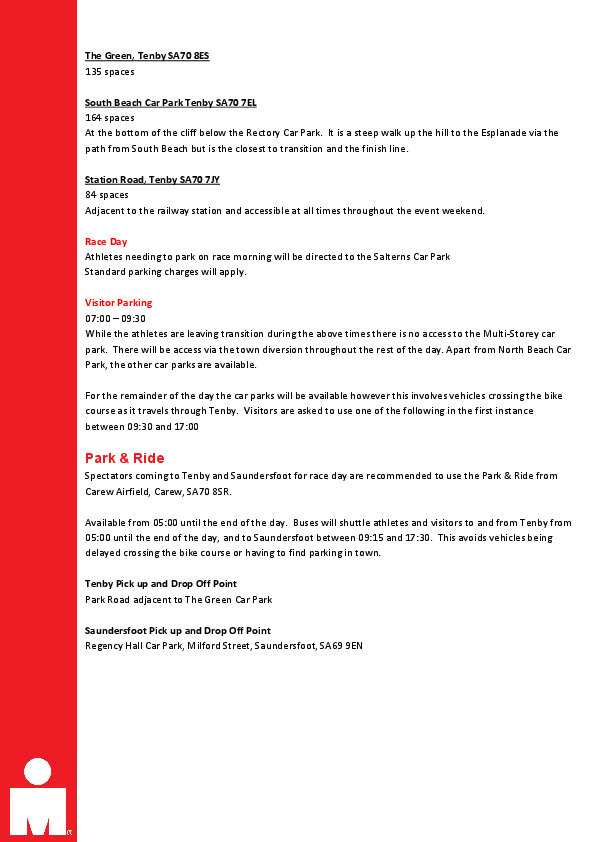 The Green, Tenby SA70 8ES
135 spaces
South Beach Car Park Tenby SA70 7EL
164 spaces
At the bottom of the cliff below the Rectory Car Park. It is a steep walk up the hill to the Esplanade via the
path from South Beach but is the closest to transition and the finish line.
Station Road, Tenby SA70 7JY
84 spaces
Adjacent to the railway station and accessible at all times throughout the event weekend.
Race Day
Athletes needing to park on race morning will be directed to the Salterns Car Park
Standard parking charges will apply.
Visitor Parking
07:00 – 09:30
While the athletes are leaving transition during the above times there is no access to the Multi-Storey car
park. There will be access via the town diversion throughout the rest of the day. Apart from North Beach Car
Park, the other car parks are available.
For the remainder of the day the car parks will be available however this involves vehicles crossing the bike
course as it travels through Tenby. Visitors are asked to use one of the following in the first instance
between 09:30 and 17:00
Park & Ride
Spectators coming to Tenby and Saundersfoot for race day are recommended to use the Park & Ride from
Carew Airfield, Carew, SA70 8SR.
Available from 05:00 until the end of the day. Buses will shuttle athletes and visitors to and from Tenby from
05:00 until the end of the day, and to Saundersfoot between 09:15 and 17:30. This avoids vehicles being
delayed crossing the bike course or having to find parking in town.
Tenby Pick up and Drop Off Point
Park Road adjacent to The Green Car Park
Saundersfoot Pick up and Drop Off Point
Regency Hall Car Park, Milford Street, Saundersfoot, SA69 9EN